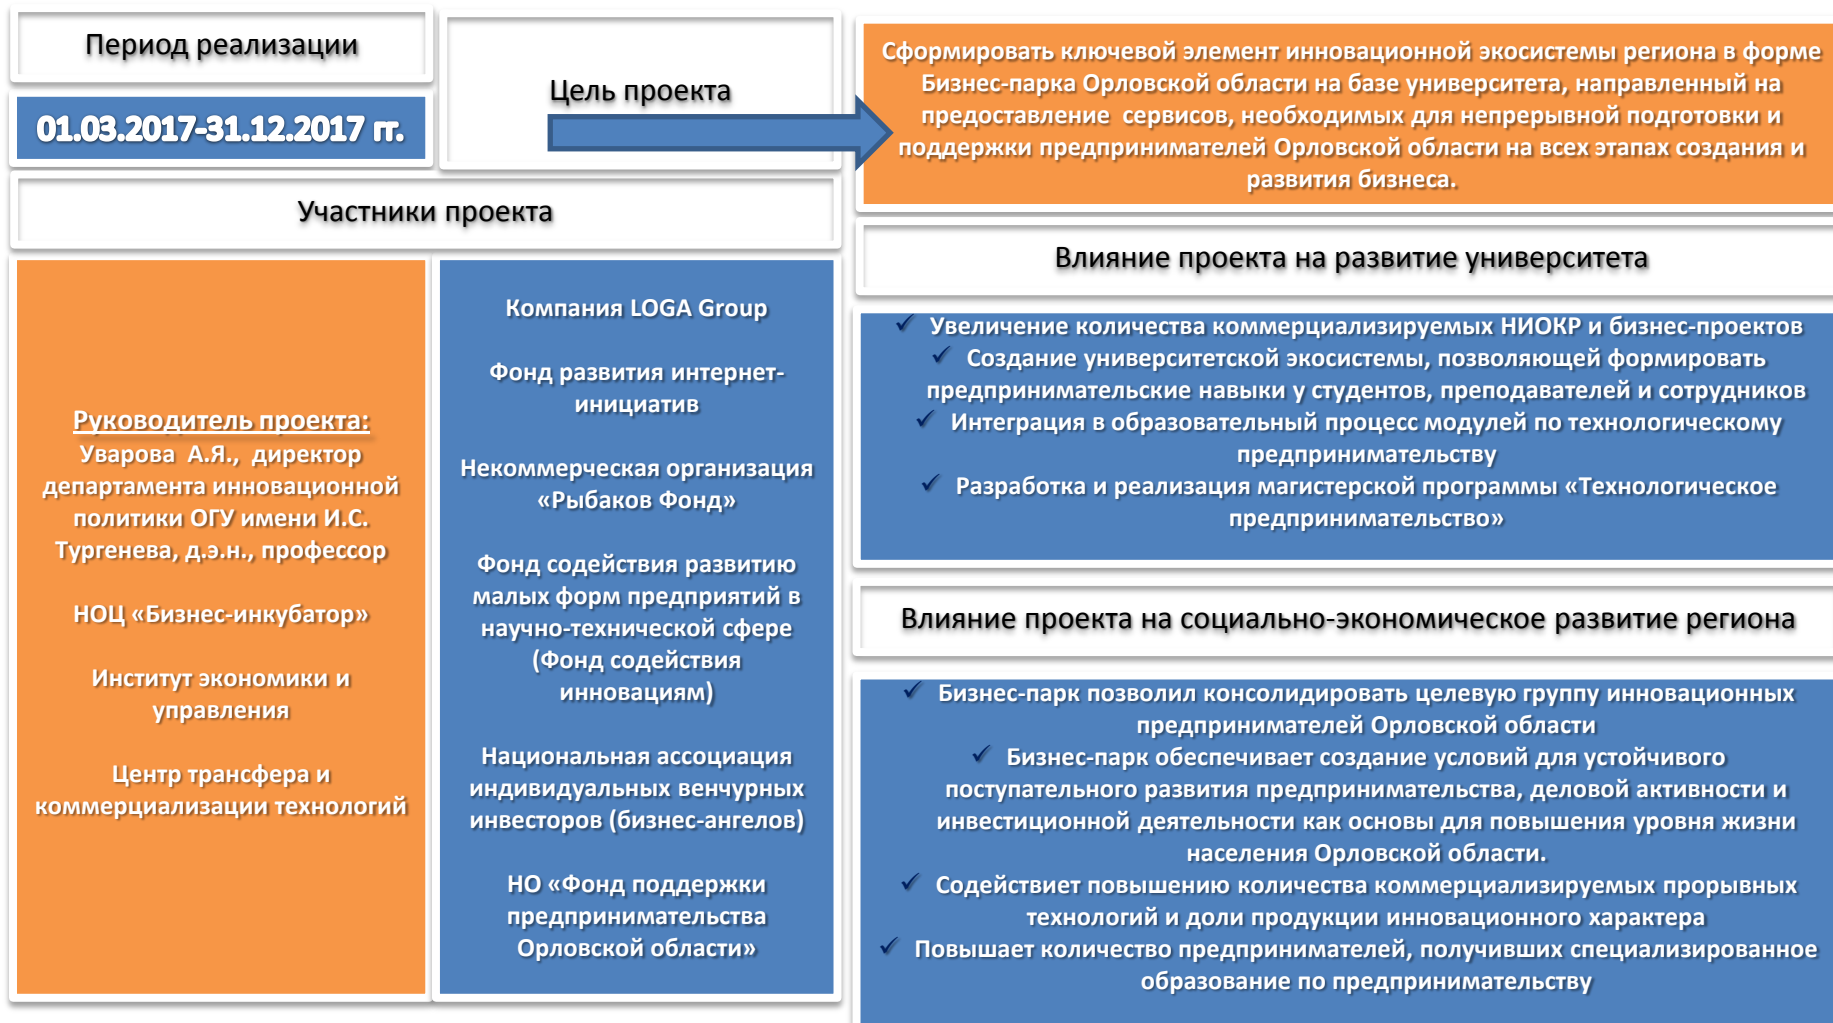 Период реализации
01.03.2017-31.12.2017 гг.
Цель проекта
Сформировать ключевой элемент инновационной экосистемы региона в форме
Бизнес-парка Орловской области на базе университета, направленный на
предоставление сервисов, необходимых для непрерывной подготовки и
поддержки предпринимателей Орловской области на всех этапах создания и
развития бизнеса.
Участники проекта
Руководитель проекта:
Уварова А.Я., директор
департамента инновационной
политики ОГУ имени И.С.
Тургенева, д.э.н., профессор
НОЦ «Бизнес-инкубатор»
Институт экономики и
управления
Центр трансфера и
коммерциализации технологий
Компания LOGA Group
Фонд развития интернет-
инициатив
Некоммерческая организация
«Рыбаков Фонд»
Фонд содействия развитию
малых форм предприятий в
научно-технической сфере
(Фонд содействия
инновациям)
Национальная ассоциация
индивидуальных венчурных
инвесторов (бизнес-ангелов)
НО «Фонд поддержки
предпринимательства
Орловской области»
Влияние проекта на развитие университета
✓ Увеличение количества коммерциализируемых НИОКР и бизнес-проектов
✓ Создание университетской экосистемы, позволяющей формировать
предпринимательские навыки у студентов, преподавателей и сотрудников
✓ Интеграция в образовательный процесс модулей по технологическому
предпринимательству
✓ Разработка и реализация магистерской программы «Технологическое
предпринимательство»
Влияние проекта на социально-экономическое развитие региона
✓ Бизнес-парк позволил консолидировать целевую группу инновационных
предпринимателей Орловской области
✓ Бизнес-парк обеспечивает создание условий для устойчивого
поступательного развития предпринимательства, деловой активности и
инвестиционной деятельности как основы для повышения уровня жизни
населения Орловской области.
✓ Содействиет повышению количества коммерциализируемых прорывных
технологий и доли продукции инновационного характера
✓ Повышает количество предпринимателей, получивших специализированное
образование по предпринимательству